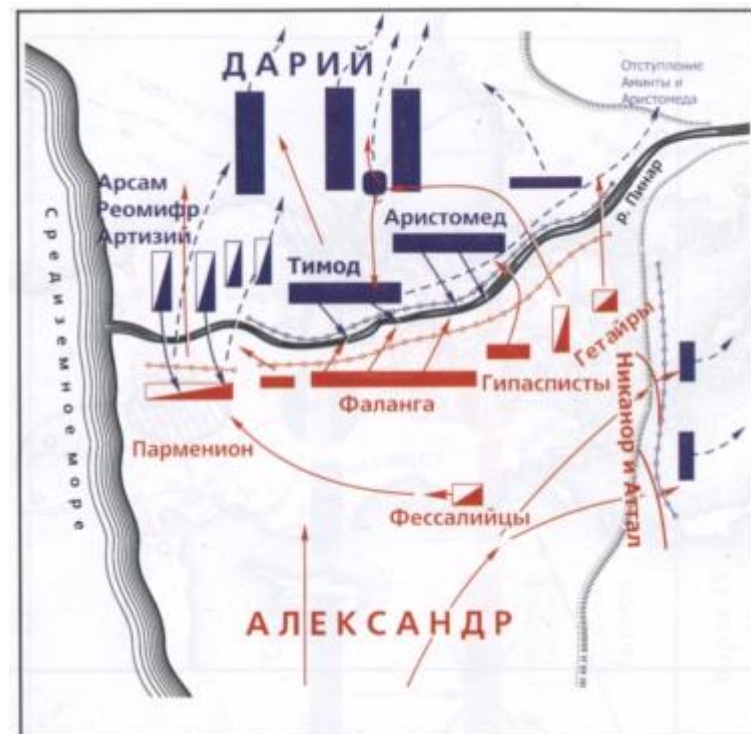 ДАРИЙ
Отступление
Аминты и
Аристомеда
Арсам
Реомифр
Артизий
р. Пинар
Аристомед
Тимод
Средиземное море
Гетайры
Гипасписты
Фаланга
Никанор и Аттал
Парменион
Фессалийцы
АЛЕКСАНДР